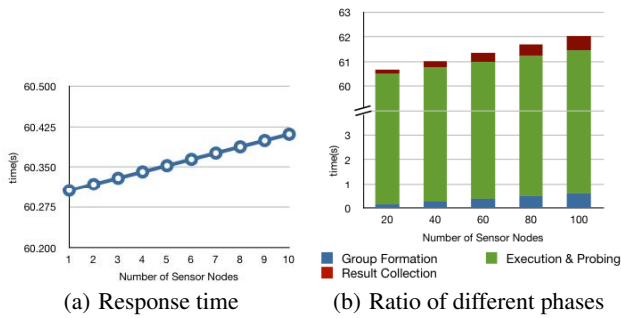 60.500
60.425
60.350
60.275
60.200
time(s)
1 2 3 4 5 6 7 8 9 10
Number of Sensor Nodes
(a) Response time
63
62
61
60
3
2
1
0
time(s)
20 40 60 80 100
Number of Sensor Nodes
Group Formation
Execution & Probing
Result Collection
(b) Ratio of different phases